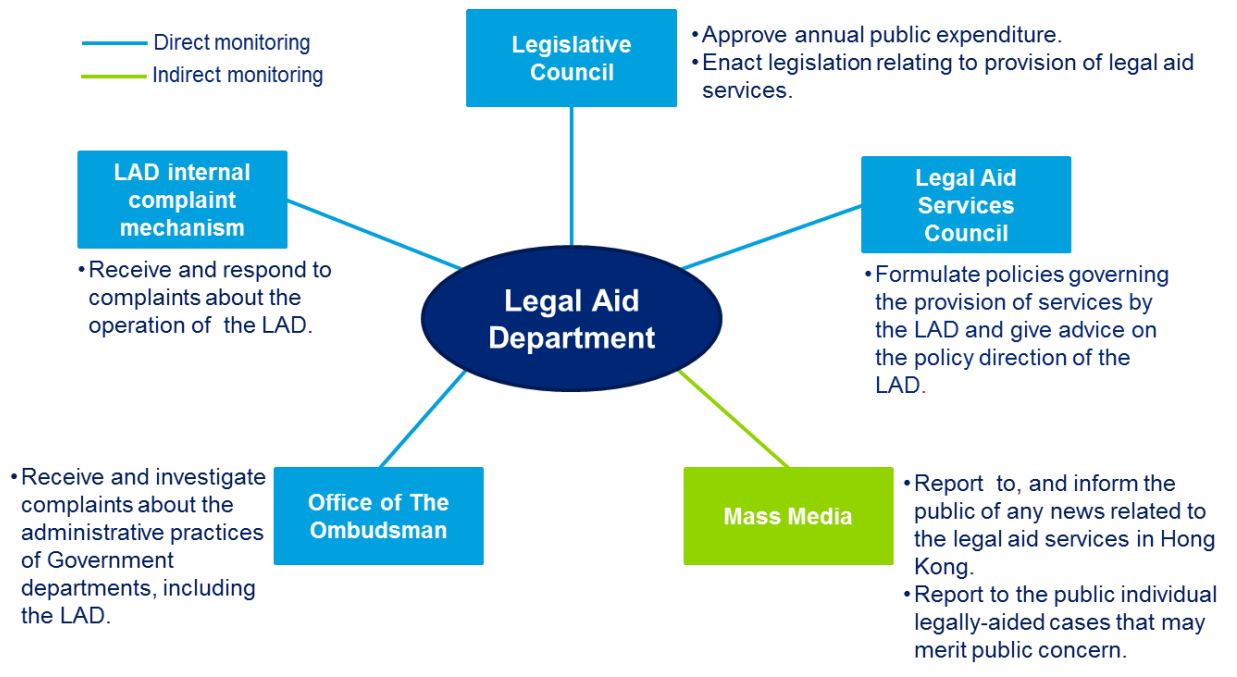 Direct monitoring
Indirect monitoring
Legislative
Council
•Approve annual public expenditure.
•Enact legislation relating to provision of legal aid
services.
LAD internal
complaint
mechanism
•Receive and respond to
complaints about the
operation of the LAD.
Legal Aid
Services
Council
•Formulate policies governing
the provision of services by
the LAD and give advice on
the policy direction of the
LAD.
Legal Aid
Department
•Receive and investigate
complaints about the
administrative practices
of Government
departments, including
the LAD.
Office of The
Ombudsman
Mass Media
•Report to, and inform the
public of any news related to
the legal aid services in Hong
Kong.
•Report to the public individual
legally-aided cases that may
merit public concern.